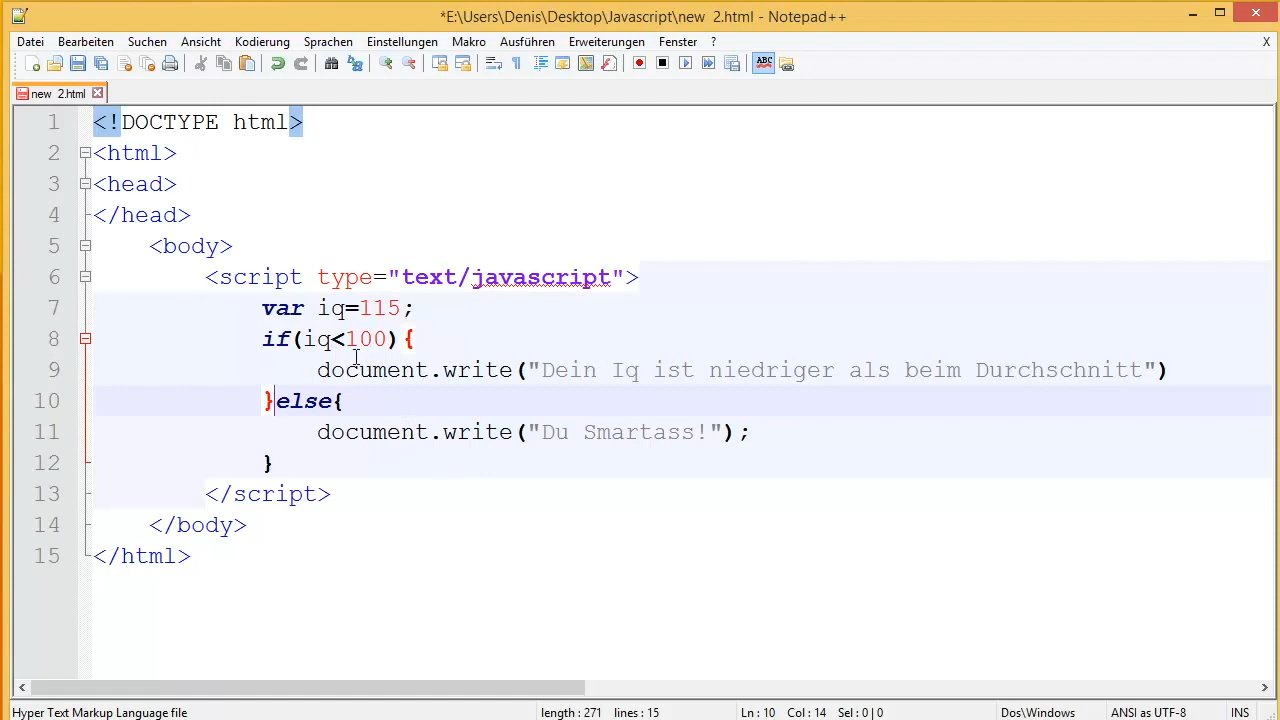 *E:\Users\Denis\Desktop\Javascript\new 2.html - Notepad++
Datei Bearbeiten Suchen Ansicht Kodierung Sprachen Einstellungen Makro Ausführen Erweiterungen Fenster ? X
new 2.html
1 <!DOCTYPE html>
2 <html>
3 <head>
4 </head>
5 <body>
6 <script type="text/javascript">
7 var iq=115;
8 if(iq<100){
9 document.write("Dein Iq ist niedriger als beim Durchschnitt")
10 }else{
11 document.write("Du Smartass!");
12 }
13 </script>
14 </body>
15 </html>
Hyper Text Markup Language file length : 271 lines : 15 Ln : 10 Col : 14 Sel : 0 | 0 Dos\Windows ANSI as UTF-8 INS